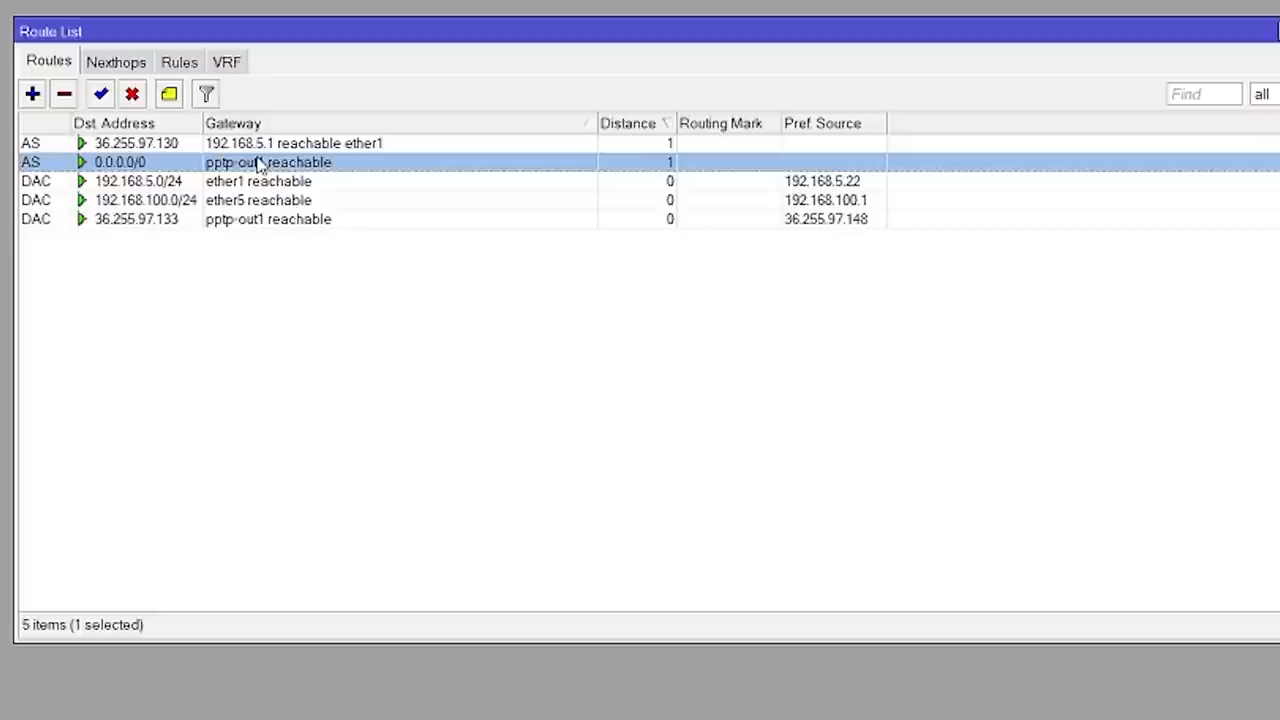 Route List
Routes Nexthops Rules VRF
Find all
Dst. Address Gateway Distance Routing Mark Pref. Source
AS 36.255.97.130 192.168.5.1 reachable ether1 1
AS 0.0.0.0/0 pptp-out1 reachable 1
DAC 192.168.5.0/24 ether1 reachable 0 192.168.5.22
DAC 192.168.100.0/24 ether5 reachable 0 192.168.100.1
DAC 36.255.97.133 pptp-out1 reachable 0 36.255.97.148
5 items (1 selected)